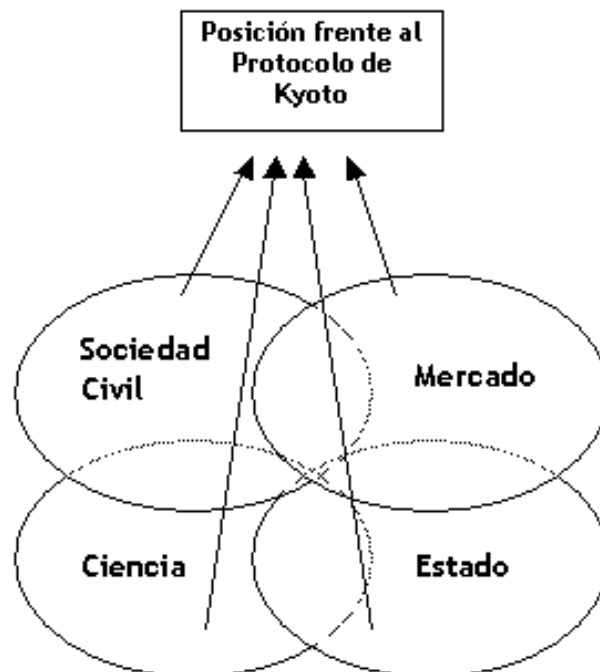 Posición frente al
Protocolo de
Kyoto
Sociedad
Civil
Mercado
Ciencia
Estado